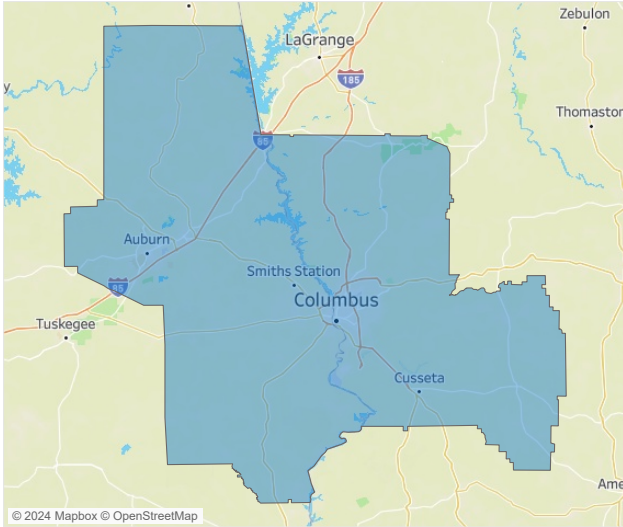 Zebulon
LaGrange
185
y
Thomaston
85
Auburn
Smiths Station
Columbus
85
Tuskegee
Cusseta
Ame
© 2024 Mapbox © OpenStreetMap